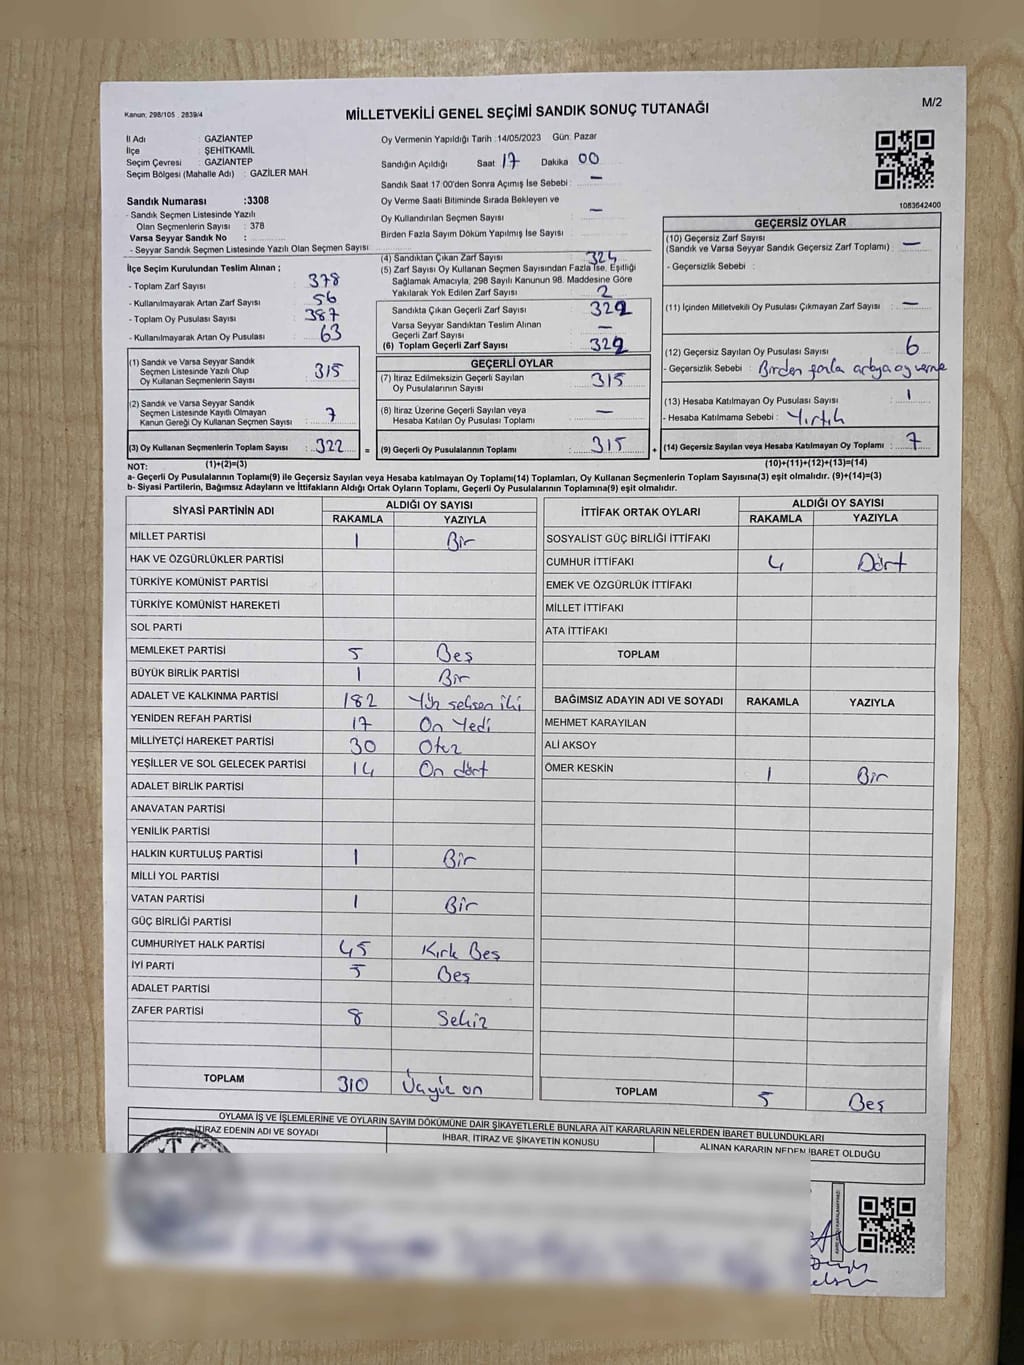 Kanun: 298/105 , 2839/4
MİLLETVEKİLİ GENEL SEÇİMİ SANDIK SONUÇ TUTANAĞI
M/2
İl Adı : GAZİANTEP
İlçe : ŞEHİTKAMİL
Seçim Çevresi : GAZİANTEP
Seçim Bölgesi (Mahalle Adı) : GAZİLER MAH.
Sandık Numarası :3308
- Sandık Seçmen Listesinde Yazılı
Olan Seçmenlerin Sayısı : 378
Varsa Seyyar Sandık No :
- Seyyar Sandık Seçmen Listesinde Yazılı Olan Seçmen Sayısı
Oy Vermenin Yapıldığı Tarih :14/05/2023 Gün: Pazar
Sandığın Açıldığı Saat 17 Dakika 00
Sandık Saat 17:00'den Sonra Açımış İse Sebebi : —
Oy Verme Saati Bitiminde Sırada Bekleyen ve
Oy Kullandırılan Seçmen Sayısı : —
Birden Fazla Sayım Döküm Yapılmış İse Sayısı :
1083642400
İlçe Seçim Kurulundan Teslim Alınan ;
- Toplam Zarf Sayısı : 378
- Kullanılmayarak Artan Zarf Sayısı : 56
- Toplam Oy Pusulası Sayısı : 387
- Kullanılmayarak Artan Oy Pusulası : 63
(4) Sandıktan Çıkan Zarf Sayısı : 324
(5) Zarf Sayısı Oy Kullanan Seçmen Sayısından Fazla İse, Eşitliği
Sağlamak Amacıyla, 298 Sayılı Kanunun 98. Maddesine Göre
Yakılarak Yok Edilen Zarf Sayısı : 2
Sandıkta Çıkan Geçerli Zarf Sayısı : 322
Varsa Seyyar Sandıktan Teslim Alınan
Geçerli Zarf Sayısı : —
(6) Toplam Geçerli Zarf Sayısı : 322
GEÇERSİZ OYLAR
(10) Geçersiz Zarf Sayısı
(Sandık ve Varsa Seyyar Sandık Geçersiz Zarf Toplamı) : —
- Geçersizlik Sebebi :
(11) İçinden Milletvekili Oy Pusulası Çıkmayan Zarf Sayısı : —
(12) Geçersiz Sayılan Oy Pusulası Sayısı : 6
- Geçersizlik Sebebi : Birden fazla
(13) Hesaba Katılmayan Oy Pusulası Sayısı : 1
- Hesaba Katılmama Sebebi : Yırtık
(14) Geçersiz Sayılan veya Hesaba Katılmayan Oy Toplamı : 7
(1) Sandık ve Varsa Seyyar Sandık
Seçmen Listesinde Yazılı Olup
Oy Kullanan Seçmenlerin Sayısı : 315
(2) Sandık ve Varsa Seyyar Sandık
Seçmen Listesinde Kayıtlı Olmayan
Kanun Gereği Oy Kullanan Seçmen Sayısı : 7
(3) Oy Kullanan Seçmenlerin Toplam Sayısı : 322 =
GEÇERLİ OYLAR
(7) İtiraz Edilmeksizin Geçerli Sayılan
Oy Pusulasının Sayısı : 315
(8) İtiraz Üzerine Geçerli Sayılan veya
Hesaba Katılan Oy Pusulası Toplamı : —
(9) Geçerli Oy Pusulalarının Toplamı : 315 +
NOT: (1)+(2)=(3)
(10)+(11)+(12)+(13)=(14)
a- Geçerli Oy Pusulalarının Toplamı(9) ile Geçersiz Sayılan veya Hesaba katılmayan Oy Toplamı(14) Toplamları, Oy Kullanan Seçmenlerin Toplam Sayısına(3) eşit olmalıdır. (9)+(14)=(3)
b- Siyasi Partilerin, Bağımsız Adayların ve İttifakların Aldığı Ortak Oyların Toplamı, Geçerli Oy Pusulalarının Toplamına(9) eşit olmalıdır.
SİYASİ PARTİNİN ADI ALDIĞI OY SAYISI
RAKAMLA YAZIYLA
MİLLET PARTİSİ 1 Bir
HAK VE ÖZGÜRLÜKLER PARTİSİ
TÜRKİYE KOMÜNİST PARTİSİ
TÜRKİYE KOMÜNİST HAREKETİ
SOL PARTİ
MEMLEKET PARTİSİ 5 Beş
BÜYÜK BİRLİK PARTİSİ 1 Bir
ADALET VE KALKINMA PARTİSİ 182 Yüz seksen iki
YENİDEN REFAH PARTİSİ 17 On Yedi
MİLLİYETÇİ HAREKET PARTİSİ 30 Otuz
YEŞİLLER VE SOL GELECEK PARTİSİ 14 On dört
ADALET BİRLİK PARTİSİ
ANAVATAN PARTİSİ
YENİLİK PARTİSİ
HALKIN KURTULUŞ PARTİSİ 1 Bir
MİLLİ YOL PARTİSİ
VATAN PARTİSİ 1 Bir
GÜÇ BİRLİĞİ PARTİSİ
CUMHURİYET HALK PARTİSİ 45 Kırk Beş
İYİ PARTİ 5 Beş
ADALET PARTİSİ
ZAFER PARTİSİ 8 Sekiz
TOPLAM 310 Üçyüz on
İTTİFAK ORTAK OYLARI ALDIĞI OY SAYISI
RAKAMLA YAZIYLA
SOSYALİST GÜÇ BİRLİĞİ İTTİFAKI
CUMHUR İTTİFAKI 4 Dört
EMEK VE ÖZGÜRLÜK İTTİFAKI
MİLLET İTTİFAKI
ATA İTTİFAKI
TOPLAM
BAĞIMSIZ ADAYIN ADI VE SOYADI RAKAMLA YAZIYLA
MEHMET KARAYILAN
ALİ AKSOY
ÖMER KESKİN 1 Bir
TOPLAM 5 Beş
OYLAMA İŞ VE İŞLEMLERİNE VE OYLARIN SAYIM DÖKÜMÜNE DAİR ŞİKAYETLERLE BUNLARA AİT KARARLARIN NELERDEN İBARET BULUNDUKLARI
İTİRAZ EDENİN ADI VE SOYADI
İHBAR, İTİRAZ VE ŞİKAYETİN KONUSU
ALINAN KARARIN NEDEN İBARET OLDUĞU
T.C.